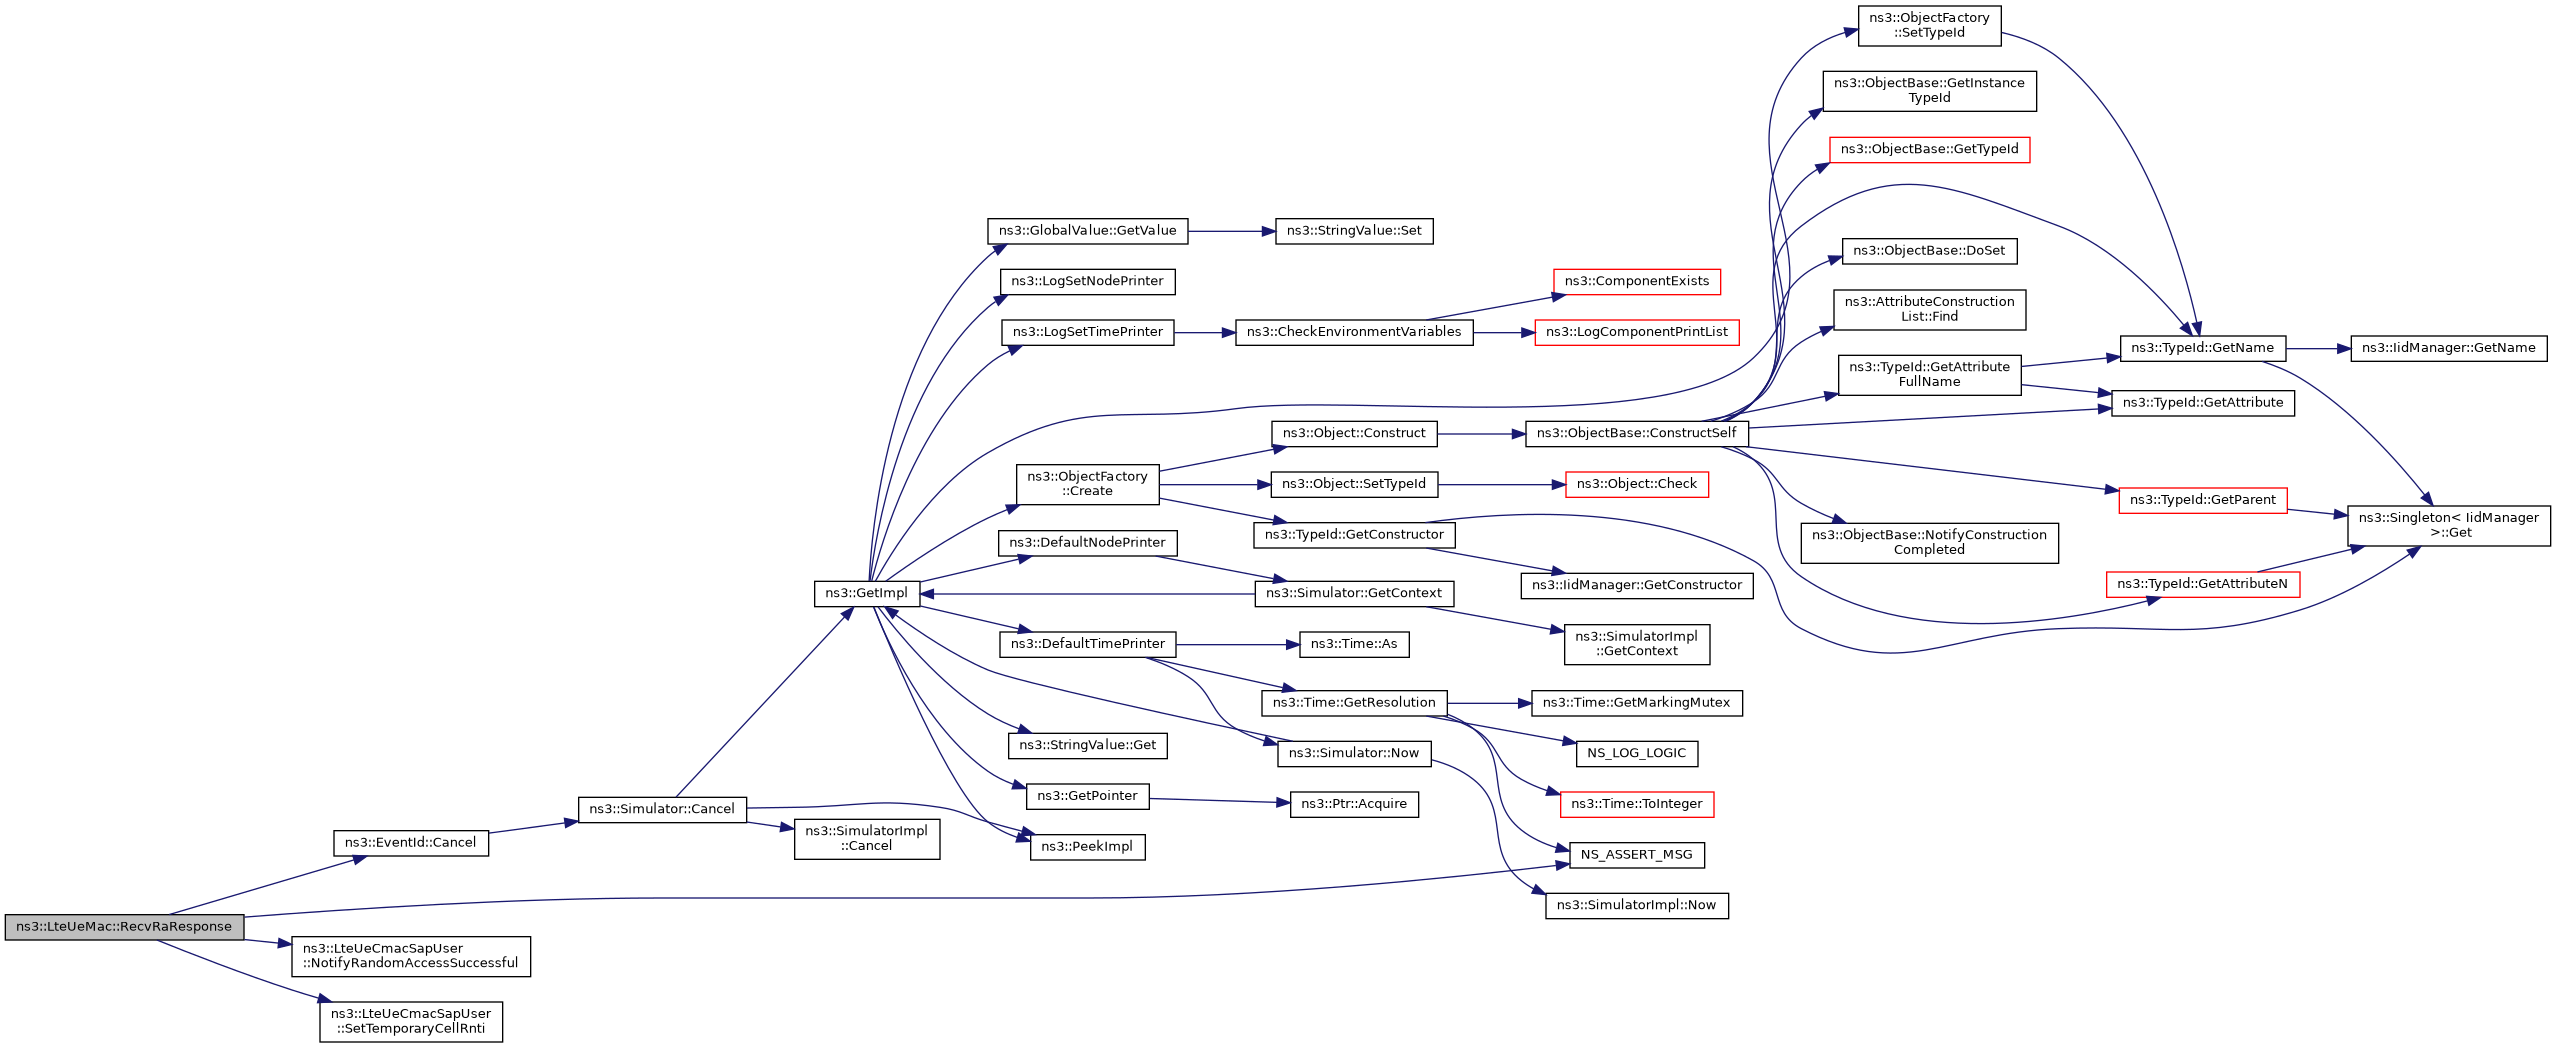 ns3::ObjectFactory
::SetTypeId
ns3::ObjectBase::GetInstance
TypeId
ns3::ObjectBase::GetTypeId
ns3::GlobalValue::GetValue
ns3::StringValue::Set
ns3::ObjectBase::DoSet
ns3::LogSetNodePrinter
ns3::ComponentExists
ns3::AttributeConstruction
List::Find
ns3::LogSetTimePrinter
ns3::CheckEnvironmentVariables
ns3::LogComponentPrintList
ns3::TypeId::GetName
ns3::IidManager::GetName
ns3::TypeId::GetAttribute
FullName
ns3::TypeId::GetAttribute
ns3::Object::Construct
ns3::ObjectBase::ConstructSelf
ns3::ObjectFactory
::Create
ns3::Object::SetTypeId
ns3::Object::Check
ns3::TypeId::GetParent
ns3::Singleton< IidManager
>::Get
ns3::TypeId::GetConstructor
ns3::ObjectBase::NotifyConstruction
Completed
ns3::DefaultNodePrinter
ns3::IidManager::GetConstructor
ns3::TypeId::GetAttributeN
ns3::GetImpl
ns3::Simulator::GetContext
ns3::SimulatorImpl
::GetContext
ns3::DefaultTimePrinter
ns3::Time::As
ns3::Time::GetResolution
ns3::Time::GetMarkingMutex
ns3::StringValue::Get
ns3::Simulator::Now
NS_LOG_LOGIC
ns3::GetPointer
ns3::Ptr::Acquire
ns3::Time::ToInteger
ns3::Simulator::Cancel
ns3::SimulatorImpl
::Cancel
ns3::EventId::Cancel
ns3::PeekImpl
NS_ASSERT_MSG
ns3::SimulatorImpl::Now
ns3::LteUeMac::RecvRaResponse
ns3::LteUeCmacSapUser
::NotifyRandomAccessSuccessful
ns3::LteUeCmacSapUser
::SetTemporaryCellRnti